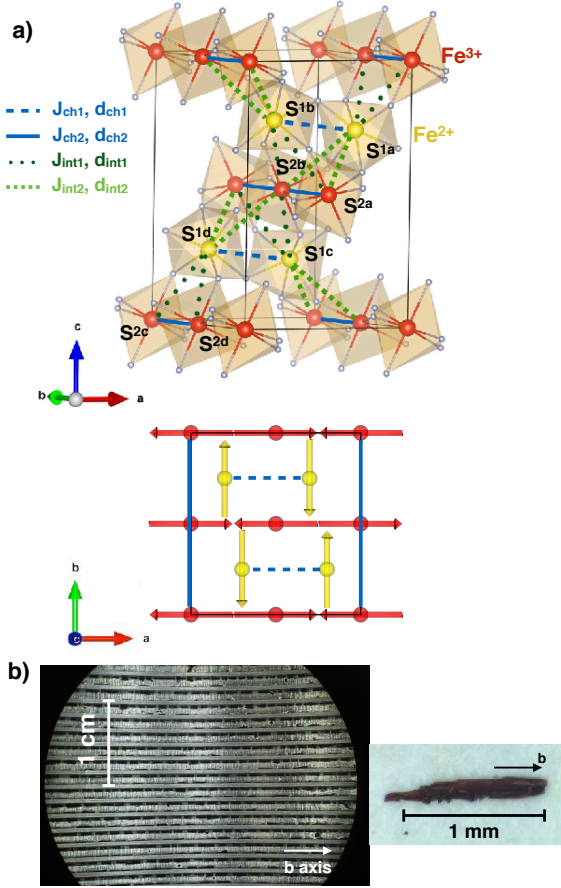 a)
Fe3+
Jch1, dch1
Jch2, dch2
Jint1, dint1
Jint2, dint2
S1b
Fe2+
S1a
S2b
S2a
S1d
S1c
S2c
S2d
c
b
a
b
c
a
b)
1 cm
b axis
b
1 mm